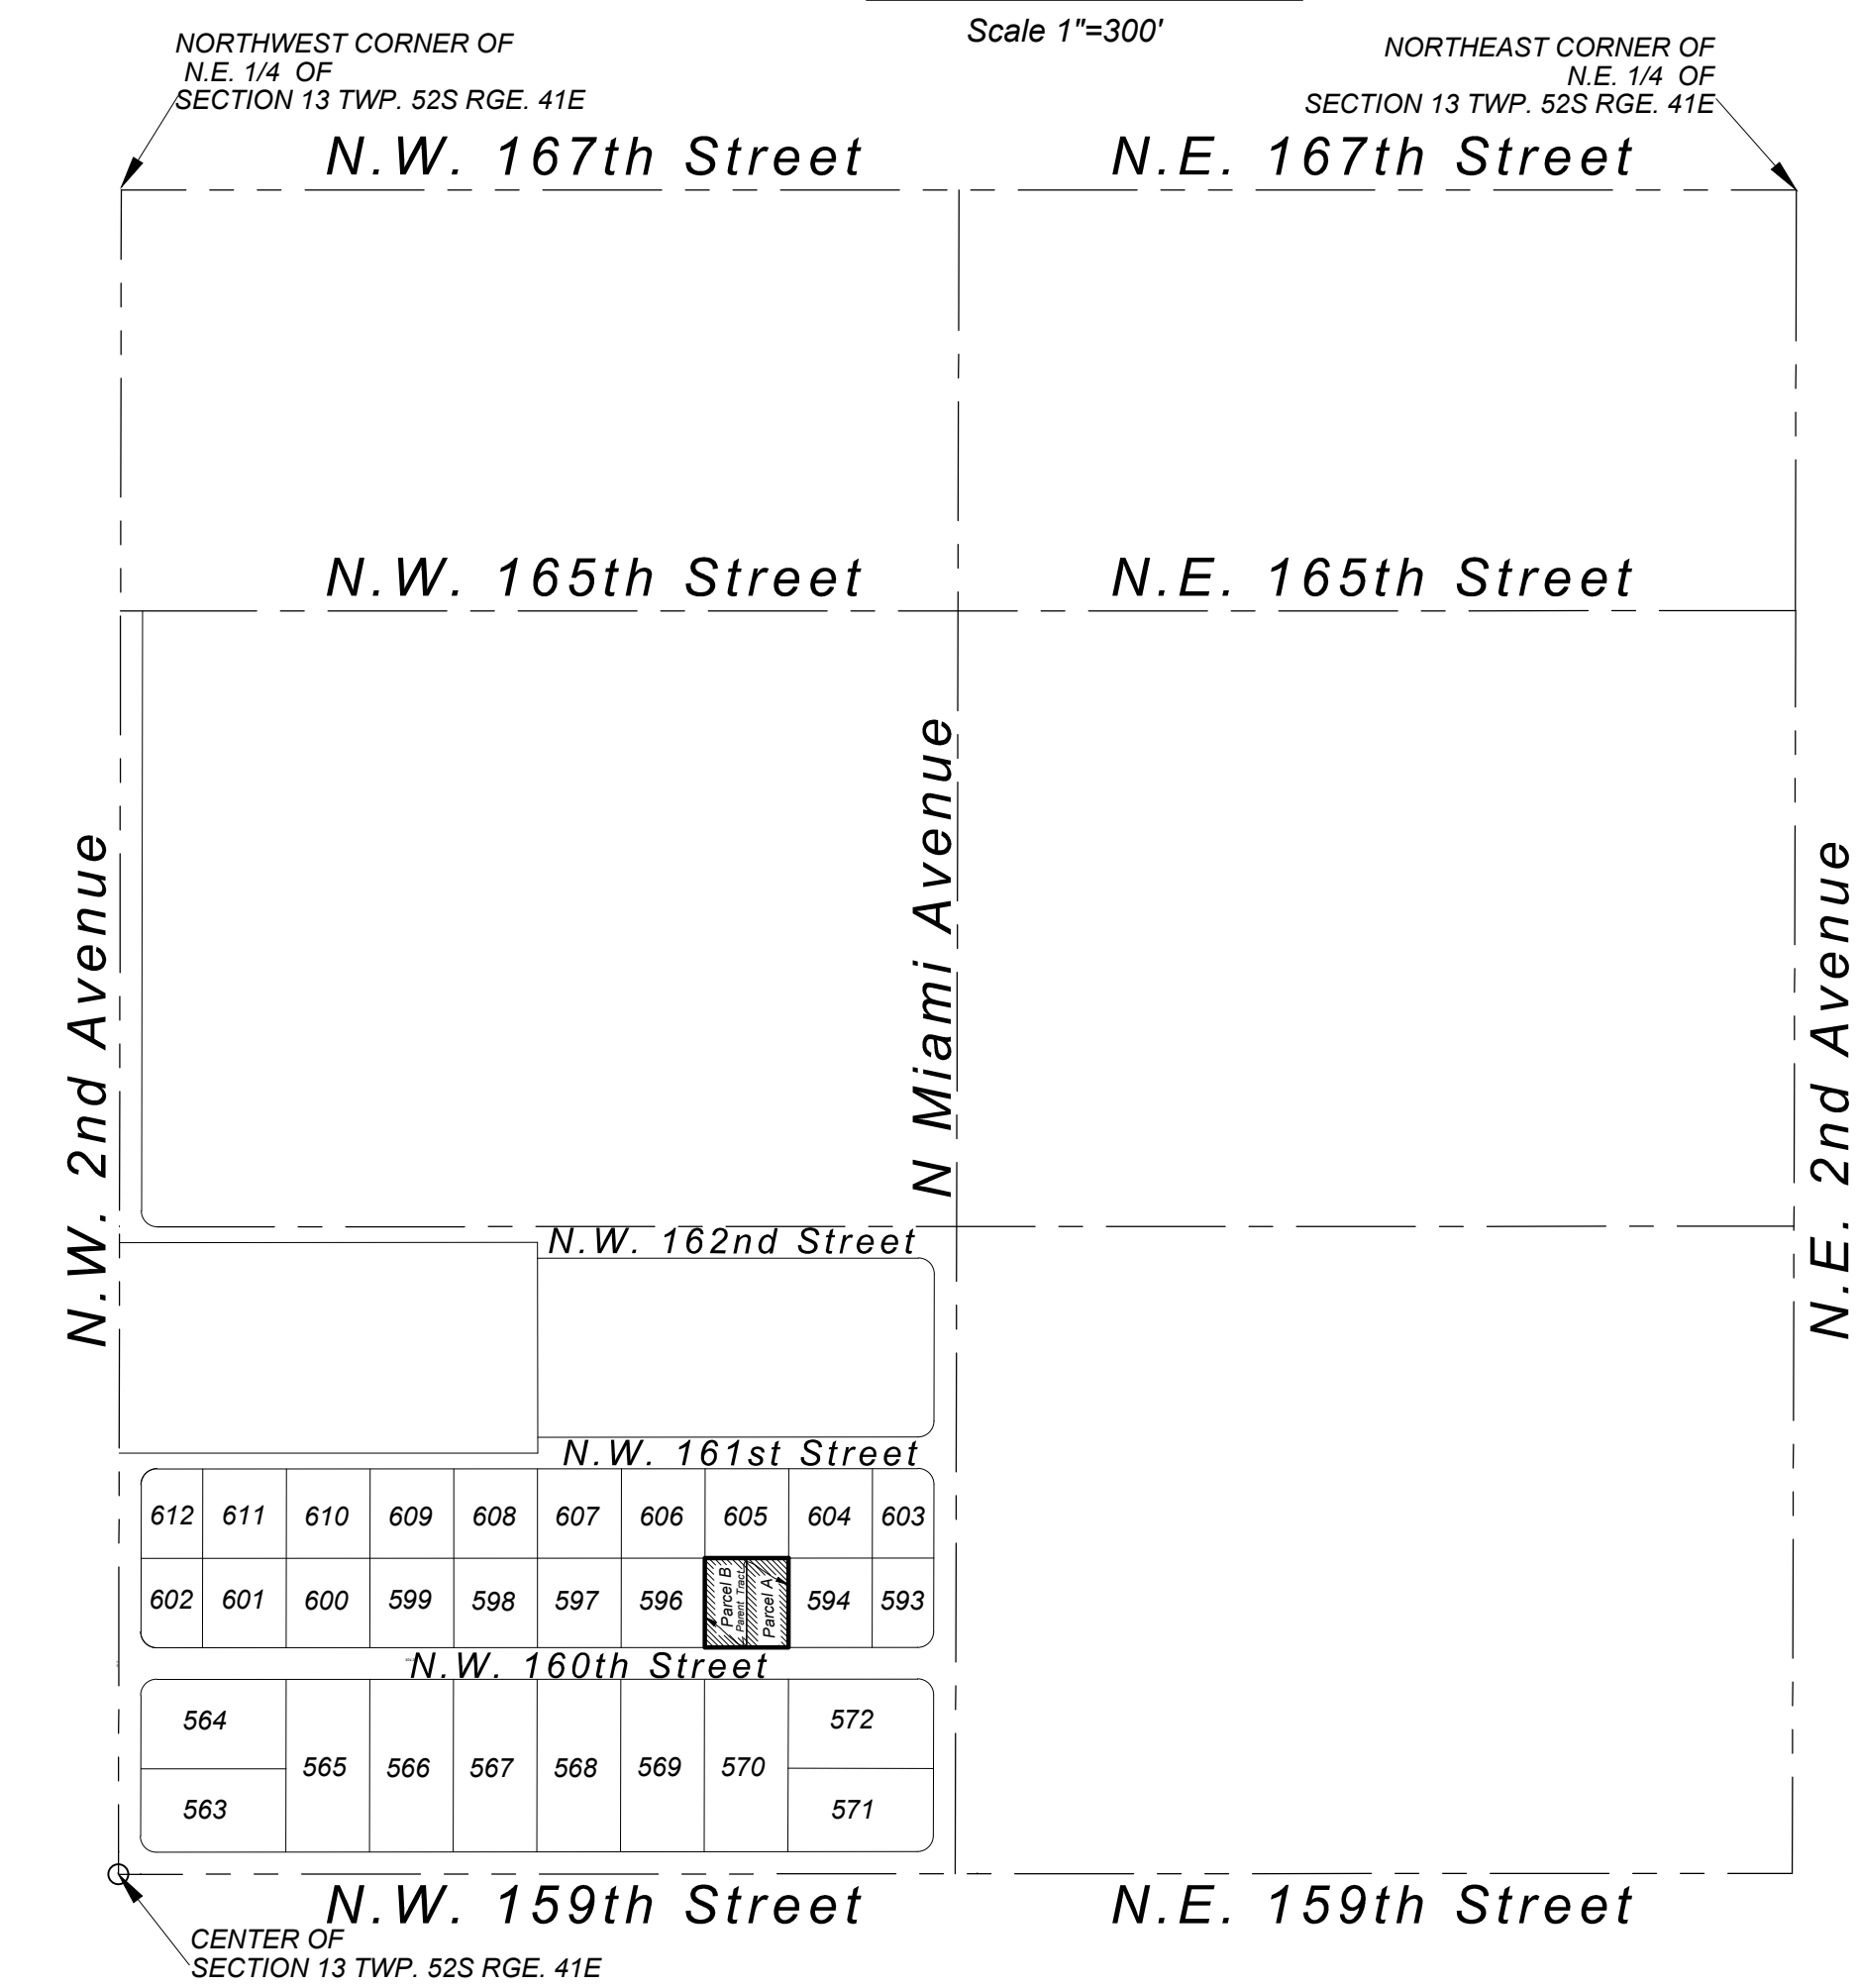 Scale 1"=300'
NORTHWEST CORNER OF
N.E. 1/4 OF
SECTION 13 TWP. 52S RGE. 41E
NORTHEAST CORNER OF
N.E. 1/4 OF
SECTION 13 TWP. 52S RGE. 41E
N.W. 167th Street
N.E. 167th Street
N.W. 165th Street
N.E. 165th Street
N.W. 2nd Avenue
N Miami Avenue
N.E. 2nd Avenue
N.W. 162nd Street
N.W. 161st Street
612 611 610 609 608 607 606 605 604 603
602 601 600 599 598 597 596
Parcel B
Parent Tract
Parcel A
594 593
N.W. 160th Street
564
572
565 566 567 568 569 570
563
571
N.W. 159th Street
N.E. 159th Street
CENTER OF
SECTION 13 TWP. 52S RGE. 41E